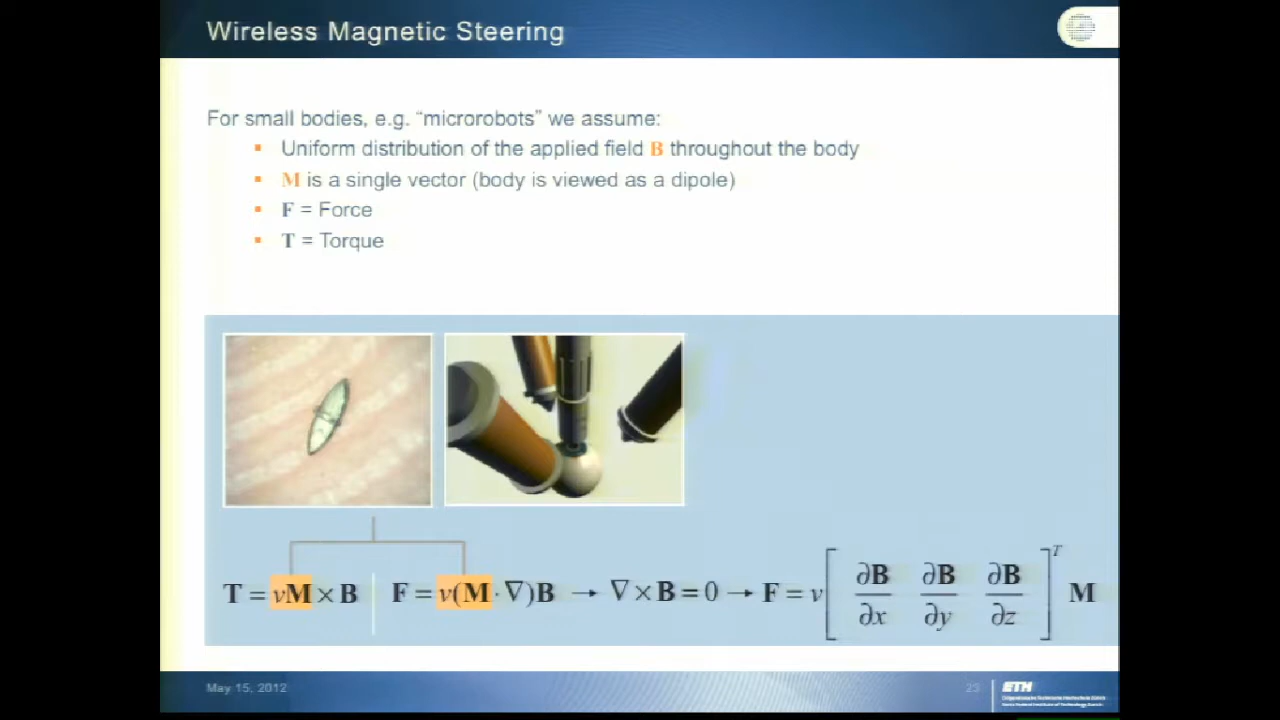 Wireless Magnetic Steering
For small bodies, e.g. “microrobots” we assume:
▪ Uniform distribution of the applied field B throughout the body
▪ M is a single vector (body is viewed as a dipole)
▪ F = Force
▪ T = Torque
T = vM × B | F = v(M · ∇)B → ∇ × B = 0 → F = v [ ∂B/∂x ∂B/∂y ∂B/∂z ]^T M
May 15, 2012
ETH